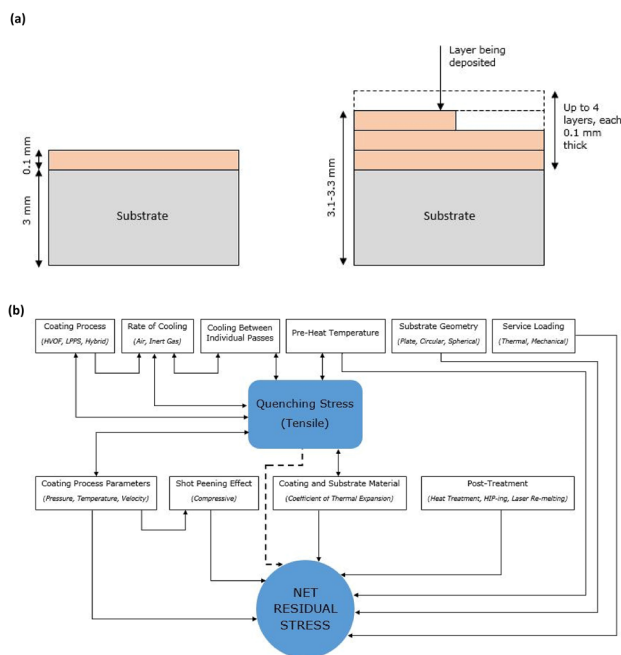 (a)
Layer being
deposited
0.1 mm
3 mm
Substrate
3.1-3.3 mm
Up to 4
layers, each
0.1 mm
thick
Substrate
(b)
Coating Process
(HVOF, LPPS, Hybrid)
Rate of Cooling
(Air, Inert Gas)
Cooling Between
Individual Passes
Pre-Heat Temperature
Substrate Geometry
(Plate, Circular, Spherical)
Service Loading
(Thermal, Mechanical)
Quenching Stress
(Tensile)
Coating Process Parameters
(Pressure, Temperature, Velocity)
Shot Peening Effect
(Compressive)
Coating and Substrate Material
(Coefficient of Thermal Expansion)
Post-Treatment
(Heat Treatment, HIP-ing, Laser Re-melting)
NET
RESIDUAL
STRESS